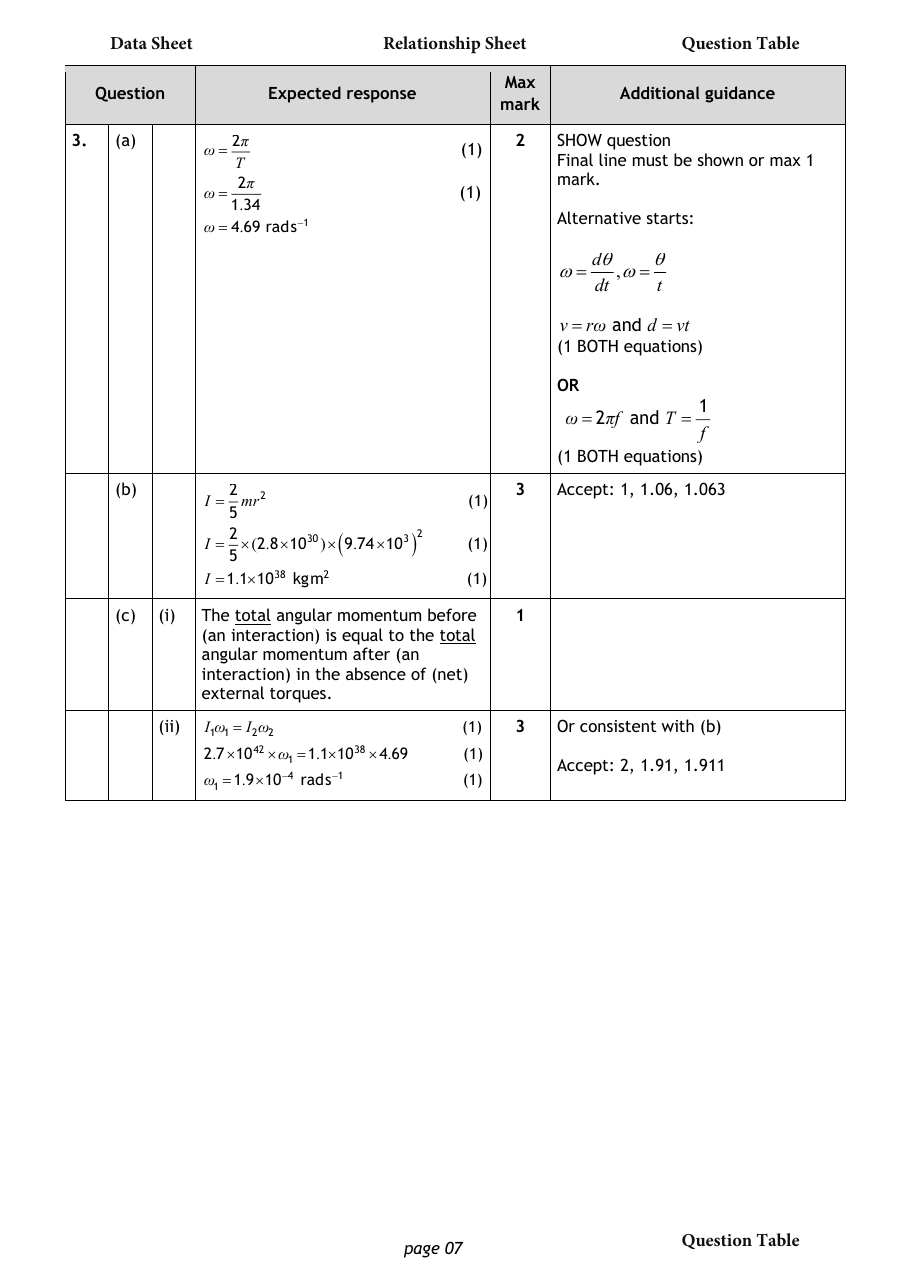 Data Sheet Relationship Sheet Question Table
Question Expected response Max mark Additional guidance
3. (a) ω = 2π/T (1) 2 SHOW question
Final line must be shown or max 1
mark.
ω = 2π/1.34 (1)
ω = 4.69 rads⁻¹
Alternative starts:
ω = dθ/dt , ω = θ/t
v = rω and d = vt
(1 BOTH equations)
OR
ω = 2πf and T = 1/f
(1 BOTH equations)
(b) I = 2/5 mr² (1) 3 Accept: 1, 1.06, 1.063
I = 2/5 × (2.8×10³⁰) × (9.74×10³)² (1)
I = 1.1×10³⁸ kgm² (1)
(c) (i) The total angular momentum before 1
(an interaction) is equal to the total
angular momentum after (an
interaction) in the absence of (net)
external torques.
(ii) I₁ω₁ = I₂ω₂ (1) 3 Or consistent with (b)
2.7×10⁴² × ω₁ = 1.1×10³⁸ × 4.69 (1)
Accept: 2, 1.91, 1.911
ω₁ = 1.9×10⁻⁴ rads⁻¹ (1)
page 07 Question Table